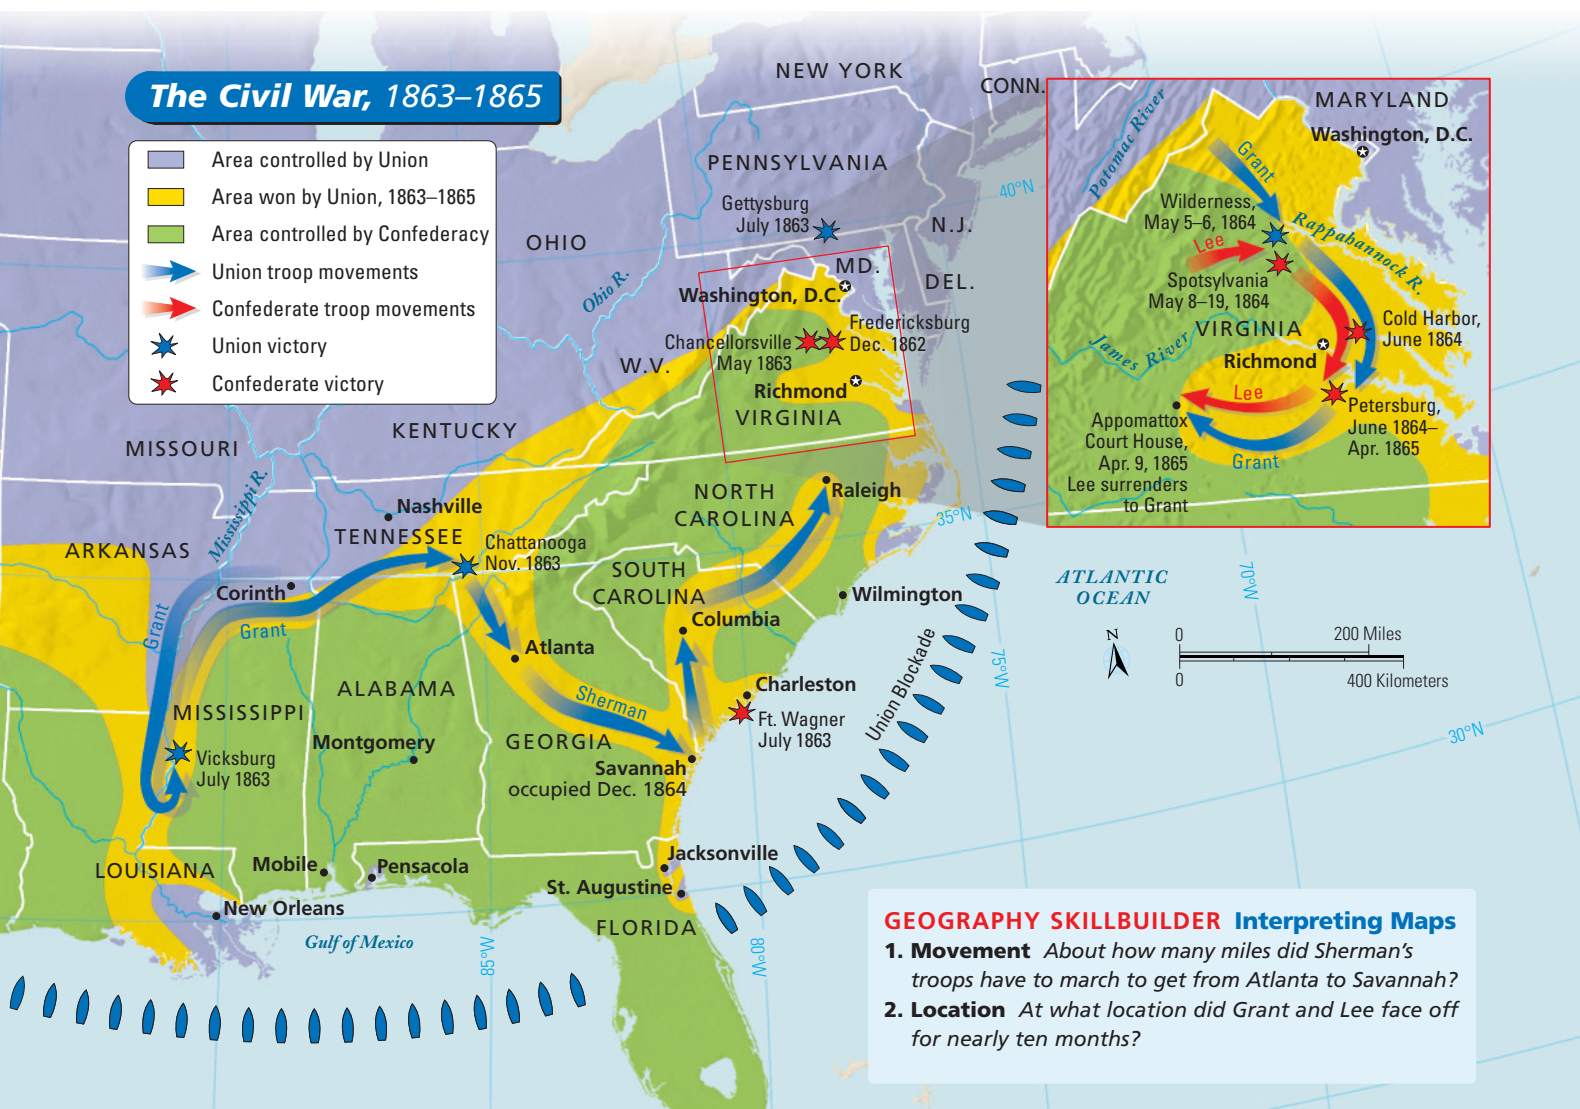 The Civil War, 1863–1865
Area controlled by Union
Area won by Union, 1863–1865
Area controlled by Confederacy
Union troop movements
Confederate troop movements
Union victory
Confederate victory
NEW YORK
CONN.
PENNSYLVANIA
Gettysburg
July 1863
N.J.
OHIO
MD.
DEL.
Washington, D.C.
Ohio R.
Fredericksburg
Dec. 1862
Chancellorsville
May 1863
W.V.
Richmond
VIRGINIA
KENTUCKY
MISSOURI
Mississippi R.
NORTH
CAROLINA
Raleigh
Nashville
TENNESSEE
Chattanooga
Nov. 1863
ARKANSAS
SOUTH
CAROLINA
Corinth
Wilmington
Grant
Grant
Columbia
Atlanta
ALABAMA
Sherman
Charleston
Ft. Wagner
July 1863
MISSISSIPPI
GEORGIA
Montgomery
Vicksburg
July 1863
Savannah
occupied Dec. 1864
Union Blockade
LOUISIANA
Mobile
Pensacola
Jacksonville
St. Augustine
New Orleans
FLORIDA
Gulf of Mexico
85°W
80°W
75°W
70°W
40°N
35°N
30°N
ATLANTIC
OCEAN
N
0
200 Miles
0
400 Kilometers
MARYLAND
Washington, D.C.
Potomac River
Grant
Wilderness,
May 5–6, 1864
Rappahannock R.
Lee
Spotsylvania
May 8–19, 1864
VIRGINIA
Cold Harbor,
June 1864
James River
Richmond
Lee
Petersburg,
June 1864–
Apr. 1865
Appomattox
Court House,
Apr. 9, 1865
Lee surrenders
to Grant
Grant
GEOGRAPHY SKILLBUILDER Interpreting Maps
1. Movement About how many miles did Sherman's
troops have to march to get from Atlanta to Savannah?
2. Location At what location did Grant and Lee face off
for nearly ten months?